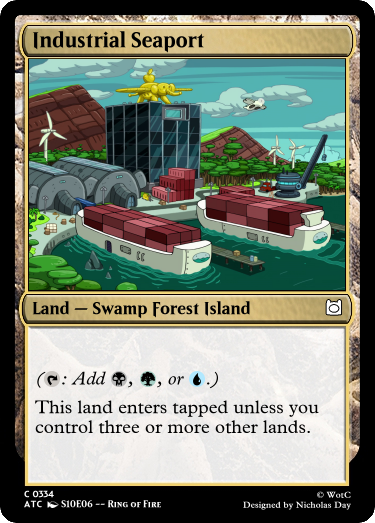 Industrial Seaport
Land — Swamp Forest Island
(: Add , , or .)
This land enters tapped unless you
control three or more other lands.
C 0334
ATC S10E06 -- Ring of Fire
© WotC
Designed by Nicholas Day